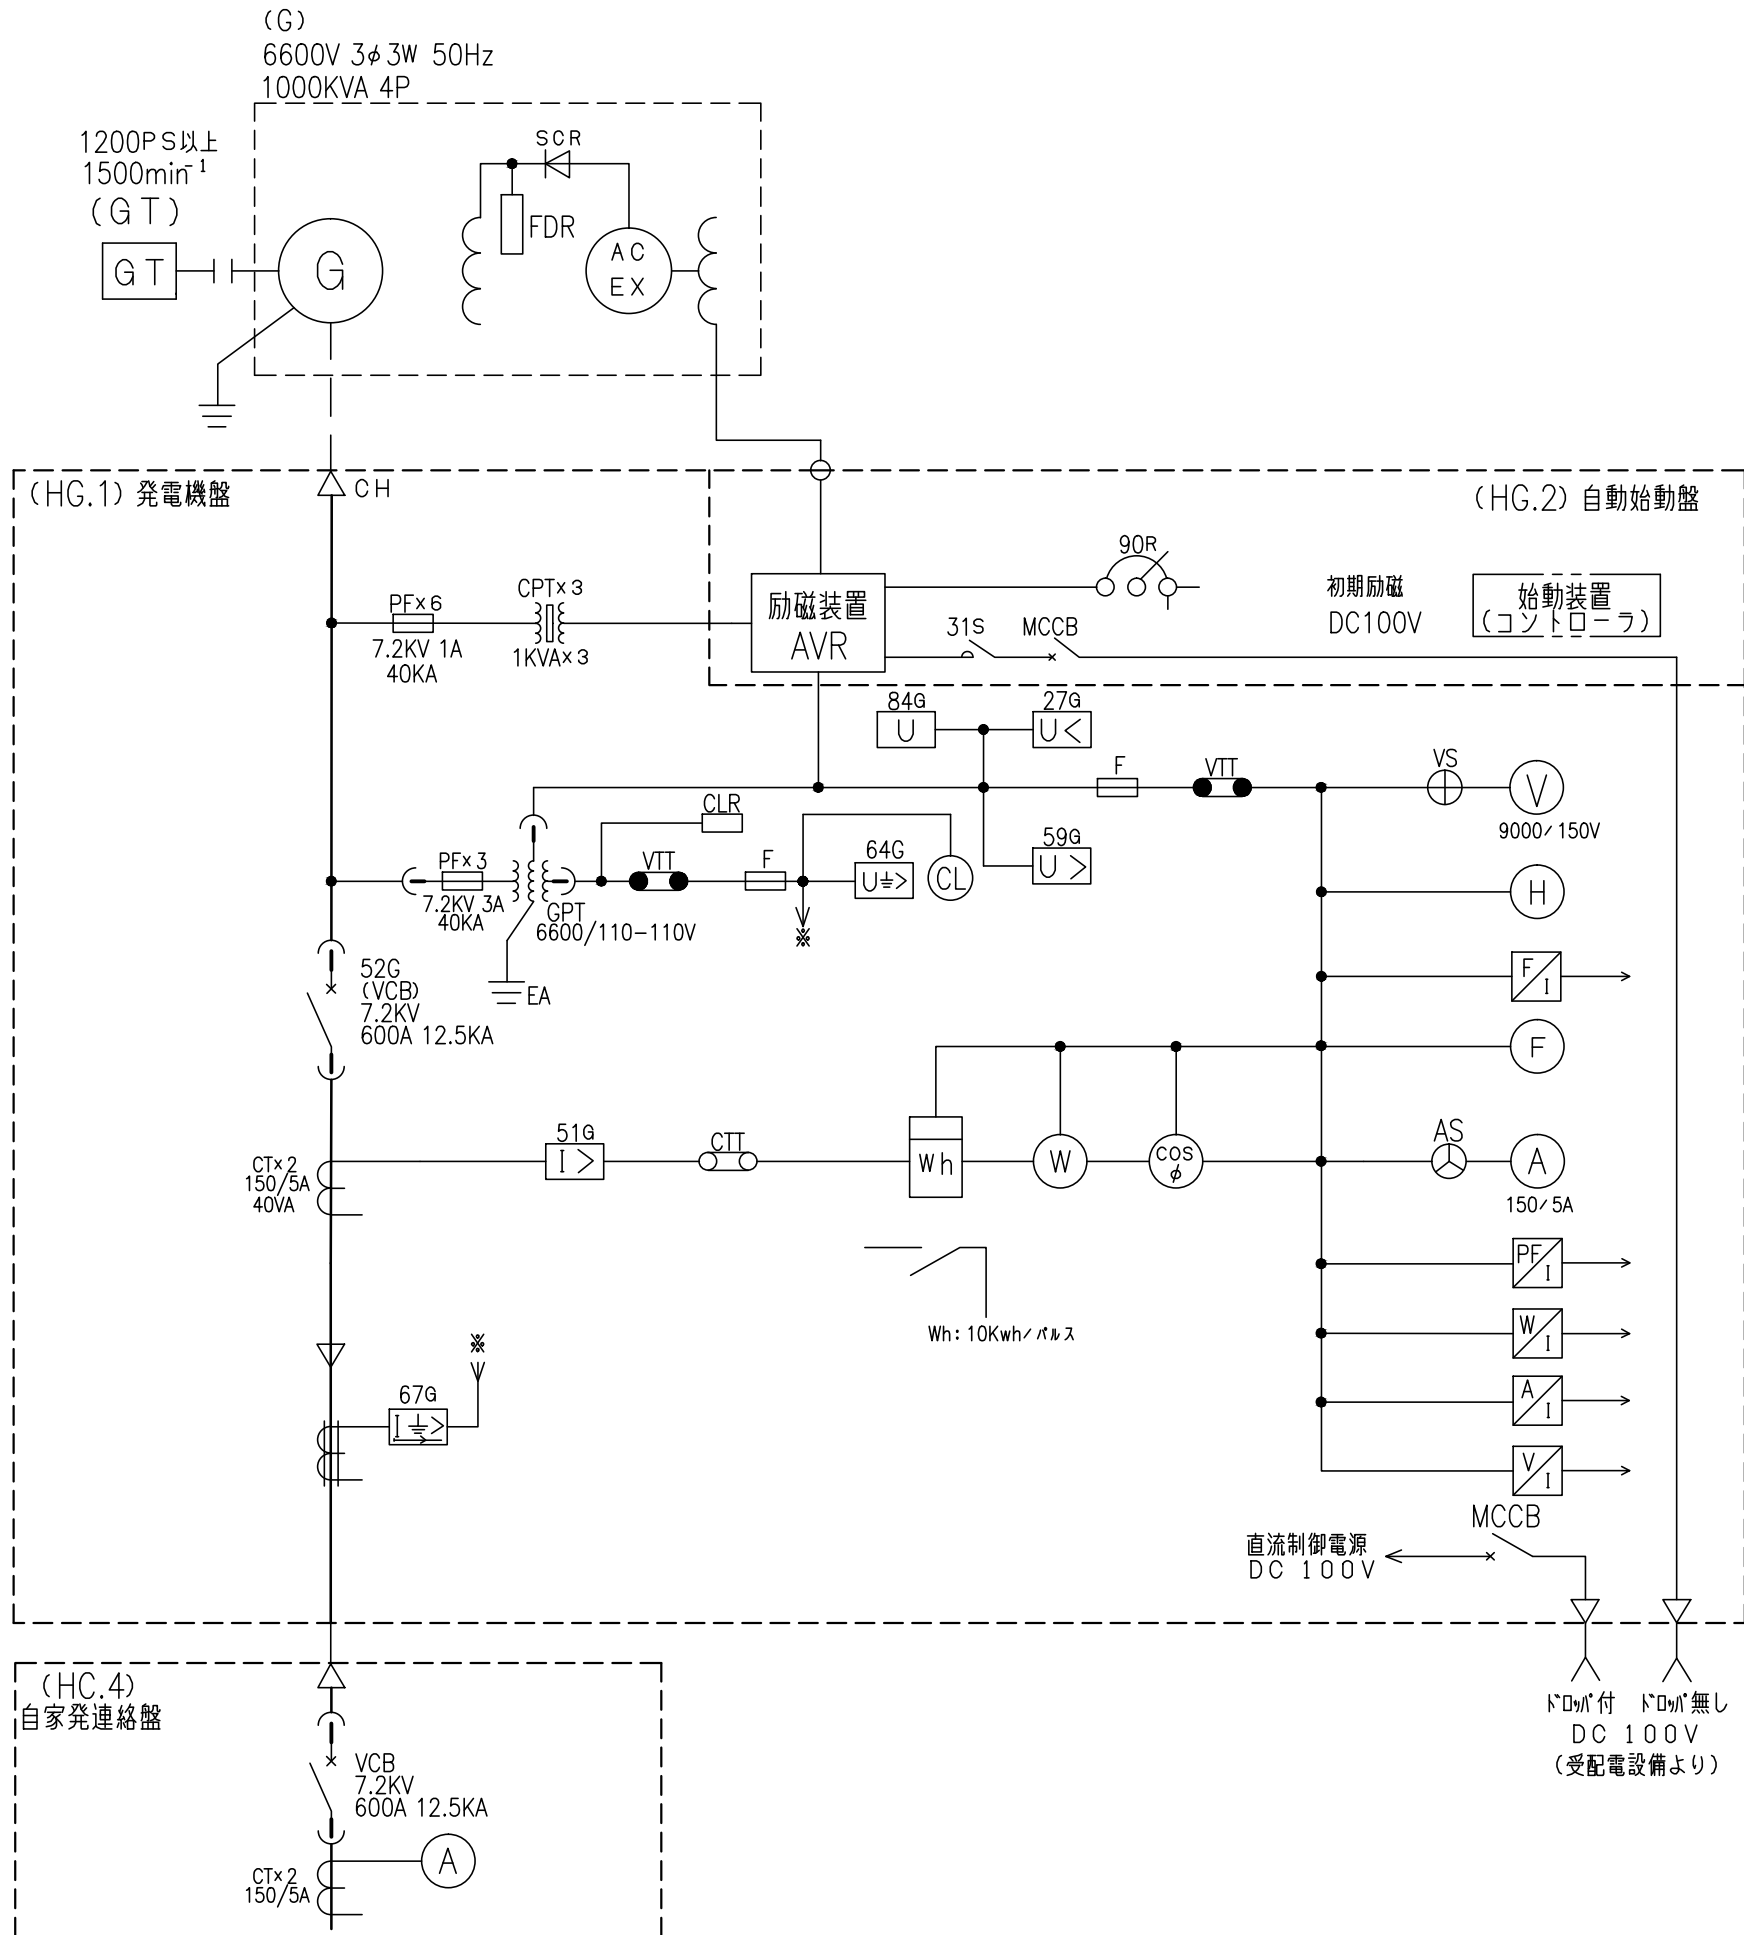 (G)
6600V 3φ3W 50Hz
1000KVA 4P
1200PS以上
1500min⁻¹
(GT)
GT
G
SCR
FDR
AC
EX
(HG.1) 発電機盤
CH
(HG.2) 自動始動盤
PF×6
7.2KV 1A
40KA
CPT×3
1KVA×3
励磁装置
AVR
90R
31S
MCCB
初期励磁
DC100V
始動装置
(コントローラ)
84G
U
27G
U<
F
VTT
VS
V
9000/150V
CLR
59G
U>
PF×3
7.2KV 3A
40KA
GPT
6600/110-110V
VTT
F
64G
U⏚>
CL
※
EA
H
F
I
F
52G
(VCB)
7.2KV
600A 12.5KA
CT×2
150/5A
40VA
51G
I>
CTT
Wh
W
COS
φ
AS
A
150/5A
Wh:10Kwh/パルス
PF
I
W
I
A
I
V
I
※
67G
I⏚>
MCCB
直流制御電源
DC 100V
ドロッパ付 ドロッパ無し
DC 100V
(受配電設備より)
(HC.4)
自家発連絡盤
VCB
7.2KV
600A 12.5KA
CT×2
150/5A
A